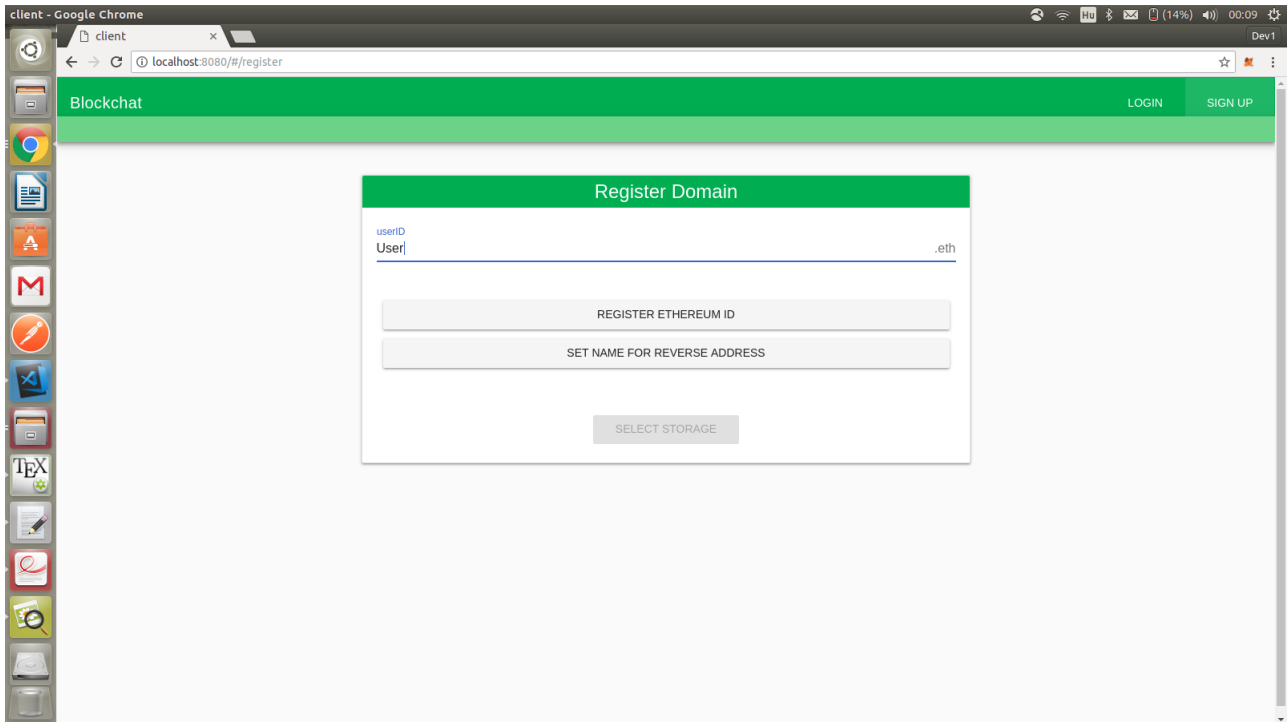 client - Google Chrome
Hu
(14%)
00:09
client
Dev1
localhost:8080/#/register
Blockchat
LOGIN
SIGN UP
Register Domain
userID
User
.eth
REGISTER ETHEREUM ID
SET NAME FOR REVERSE ADDRESS
SELECT STORAGE
TEX